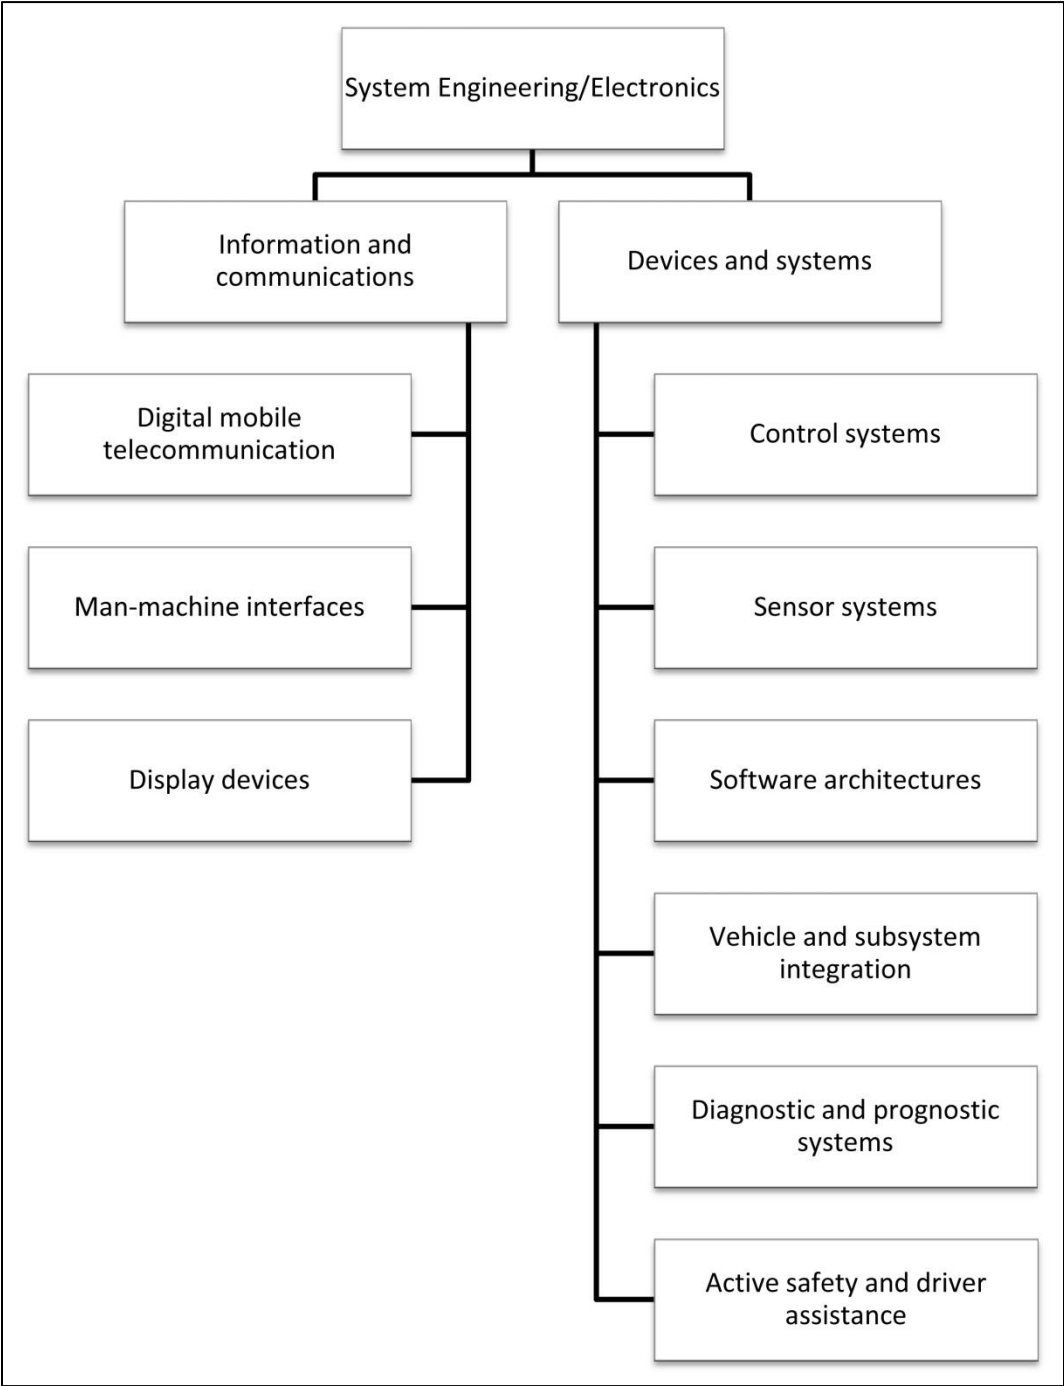 System Engineering/Electronics
Information and
communications
Devices and systems
Digital mobile
telecommunication
Control systems
Man-machine interfaces
Sensor systems
Display devices
Software architectures
Vehicle and subsystem
integration
Diagnostic and prognostic
systems
Active safety and driver
assistance